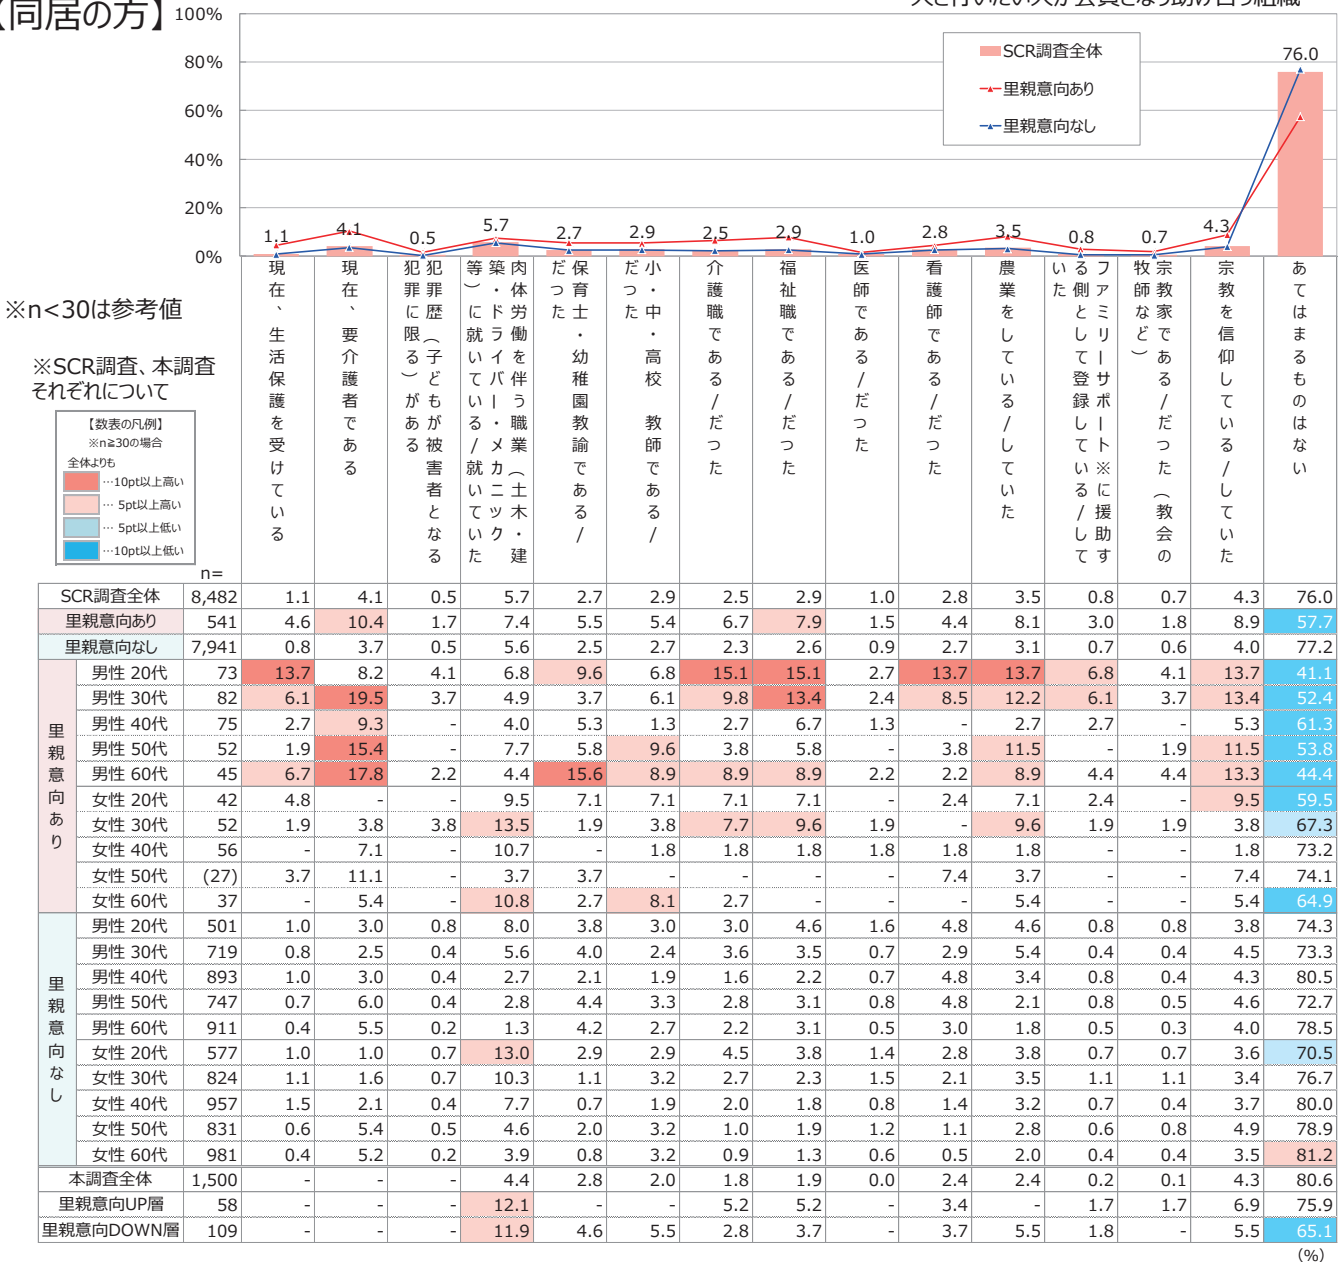 【同居の方】
人と行いたい人が会員となり助け合う組織
100%
80%
60%
40%
20%
0%
SCR調査全体
里親意向あり
里親意向なし
1.1 4.1 0.5 5.7 2.7 2.9 2.5 2.9 1.0 2.8 3.5 0.8 0.7 4.3 76.0
現在、生活保護を受けている
現在、要介護者である
犯罪歴（子どもが被害者となる
犯罪に限る）がある
肉体労働を伴う職業（土木・建
築・ドライバー・メカニック
等）に就いている/就いていた
保育士・幼稚園教諭である/
だった
小・中・高校 教師である/
だった
介護職である/だった
福祉職である/だった
医師である/だった
看護師である/だった
農業をしている/していた
ファミリーサポート※に援助す
る側として登録している/して
いた
宗教家である/だった（教会の
牧師など）
宗教を信仰している/していた
あてはまるものはない
※n<30は参考値
※SCR調査、本調査
それぞれについて
【数表の凡例】
※n≧30の場合
全体よりも
…10pt以上高い
… 5pt以上高い
… 5pt以上低い
…10pt以上低い
n=
SCR調査全体 8,482 1.1 4.1 0.5 5.7 2.7 2.9 2.5 2.9 1.0 2.8 3.5 0.8 0.7 4.3 76.0
里親意向あり 541 4.6 10.4 1.7 7.4 5.5 5.4 6.7 7.9 1.5 4.4 8.1 3.0 1.8 8.9 57.7
里親意向なし 7,941 0.8 3.7 0.5 5.6 2.5 2.7 2.3 2.6 0.9 2.7 3.1 0.7 0.6 4.0 77.2
里親意向あり
男性 20代 73 13.7 8.2 4.1 6.8 9.6 6.8 15.1 15.1 2.7 13.7 13.7 6.8 4.1 13.7 41.1
男性 30代 82 6.1 19.5 3.7 4.9 3.7 6.1 9.8 13.4 2.4 8.5 12.2 6.1 3.7 13.4 52.4
男性 40代 75 2.7 9.3 - 4.0 5.3 1.3 2.7 6.7 1.3 - 2.7 2.7 - 5.3 61.3
男性 50代 52 1.9 15.4 - 7.7 5.8 9.6 3.8 5.8 - 3.8 11.5 - 1.9 11.5 53.8
男性 60代 45 6.7 17.8 2.2 4.4 15.6 8.9 8.9 8.9 2.2 2.2 8.9 4.4 4.4 13.3 44.4
女性 20代 42 4.8 - - 9.5 7.1 7.1 7.1 7.1 - 2.4 7.1 2.4 - 9.5 59.5
女性 30代 52 1.9 3.8 3.8 13.5 1.9 3.8 7.7 9.6 1.9 - 9.6 1.9 1.9 3.8 67.3
女性 40代 56 - 7.1 - 10.7 - 1.8 1.8 1.8 1.8 1.8 1.8 - - 1.8 73.2
女性 50代 (27) 3.7 11.1 - 3.7 3.7 - - - - 7.4 3.7 - - 7.4 74.1
女性 60代 37 - 5.4 - 10.8 2.7 8.1 2.7 - - - 5.4 - - 5.4 64.9
里親意向なし
男性 20代 501 1.0 3.0 0.8 8.0 3.8 3.0 3.0 4.6 1.6 4.8 4.6 0.8 0.8 3.8 74.3
男性 30代 719 0.8 2.5 0.4 5.6 4.0 2.4 3.6 3.5 0.7 2.9 5.4 0.4 0.4 4.5 73.3
男性 40代 893 1.0 3.0 0.4 2.7 2.1 1.9 1.6 2.2 0.7 4.8 3.4 0.8 0.4 4.3 80.5
男性 50代 747 0.7 6.0 0.4 2.8 4.4 3.3 2.8 3.1 0.8 4.8 2.1 0.8 0.5 4.6 72.7
男性 60代 911 0.4 5.5 0.2 1.3 4.2 2.7 2.2 3.1 0.5 3.0 1.8 0.5 0.3 4.0 78.5
女性 20代 577 1.0 1.0 0.7 13.0 2.9 2.9 4.5 3.8 1.4 2.8 3.8 0.7 0.7 3.6 70.5
女性 30代 824 1.1 1.6 0.7 10.3 1.1 3.2 2.7 2.3 1.5 2.1 3.5 1.1 1.1 3.4 76.7
女性 40代 957 1.5 2.1 0.4 7.7 0.7 1.9 2.0 1.8 0.8 1.4 3.2 0.7 0.4 3.7 80.0
女性 50代 831 0.6 5.4 0.5 4.6 2.0 3.2 1.0 1.9 1.2 1.1 2.8 0.6 0.8 4.9 78.9
女性 60代 981 0.4 5.2 0.2 3.9 0.8 3.2 0.9 1.3 0.6 0.5 2.0 0.4 0.4 3.5 81.2
本調査全体 1,500 - - - 4.4 2.8 2.0 1.8 1.9 0.0 2.4 2.4 0.2 0.1 4.3 80.6
里親意向UP層 58 - - - 12.1 - - 5.2 5.2 - 3.4 - 1.7 1.7 6.9 75.9
里親意向DOWN層 109 - - - 11.9 4.6 5.5 2.8 3.7 - 3.7 5.5 1.8 - 5.5 65.1
(%)